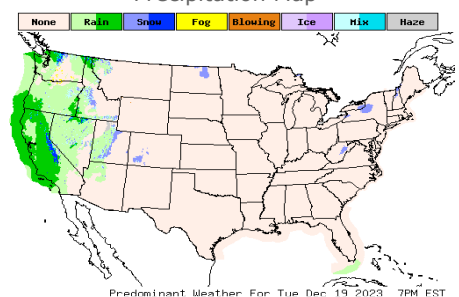 Precipitation Map
None Rain Snow Fog Blowing Ice Mix Haze
Predominant Weather For Tue Dec 19 2023 7PM EST